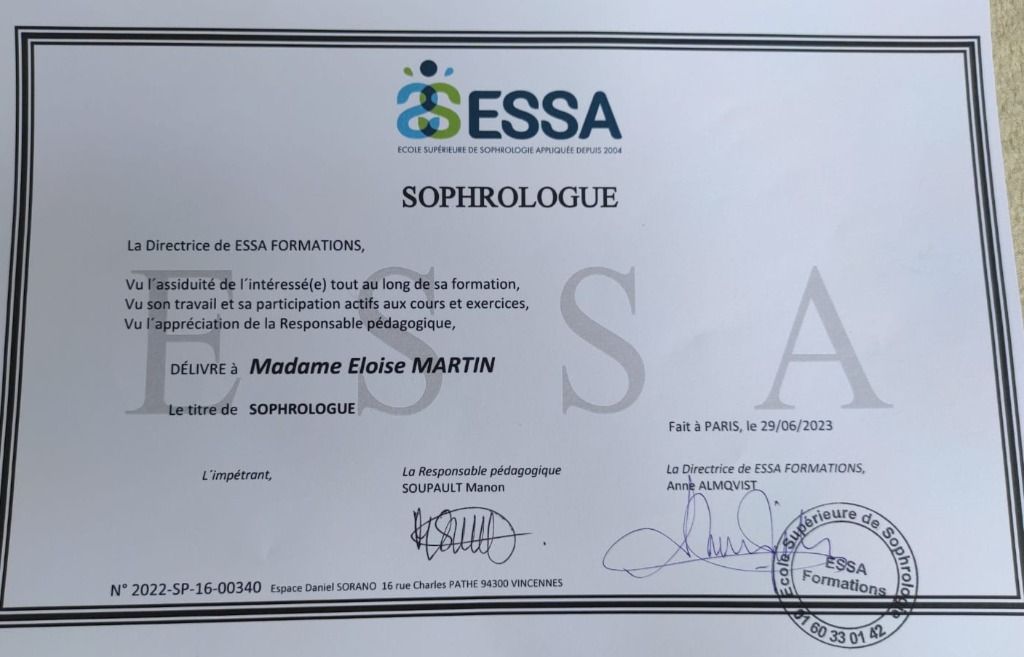 ESSA
ECOLE SUPÉRIEURE DE SOPHROLOGIE APPLIQUÉE DEPUIS 2004
SOPHROLOGUE
La Directrice de ESSA FORMATIONS,
E S S A
Vu l´assiduité de l´intéressé(e) tout au long de sa formation,
Vu son travail et sa participation actifs aux cours et exercices,
Vu l´appréciation de la Responsable pédagogique,
DÉLIVRE à Madame Eloise MARTIN
Le titre de SOPHROLOGUE
Fait à PARIS, le 29/06/2023
L´impétrant,
La Responsable pédagogique
SOUPAULT Manon
La Directrice de ESSA FORMATIONS,
Anne ALMQVIST
Ecole Supérieure de Sophrologie
ESSA
Formations
01 60 33 01 42
N° 2022-SP-16-00340 Espace Daniel SORANO 16 rue Charles PATHE 94300 VINCENNES